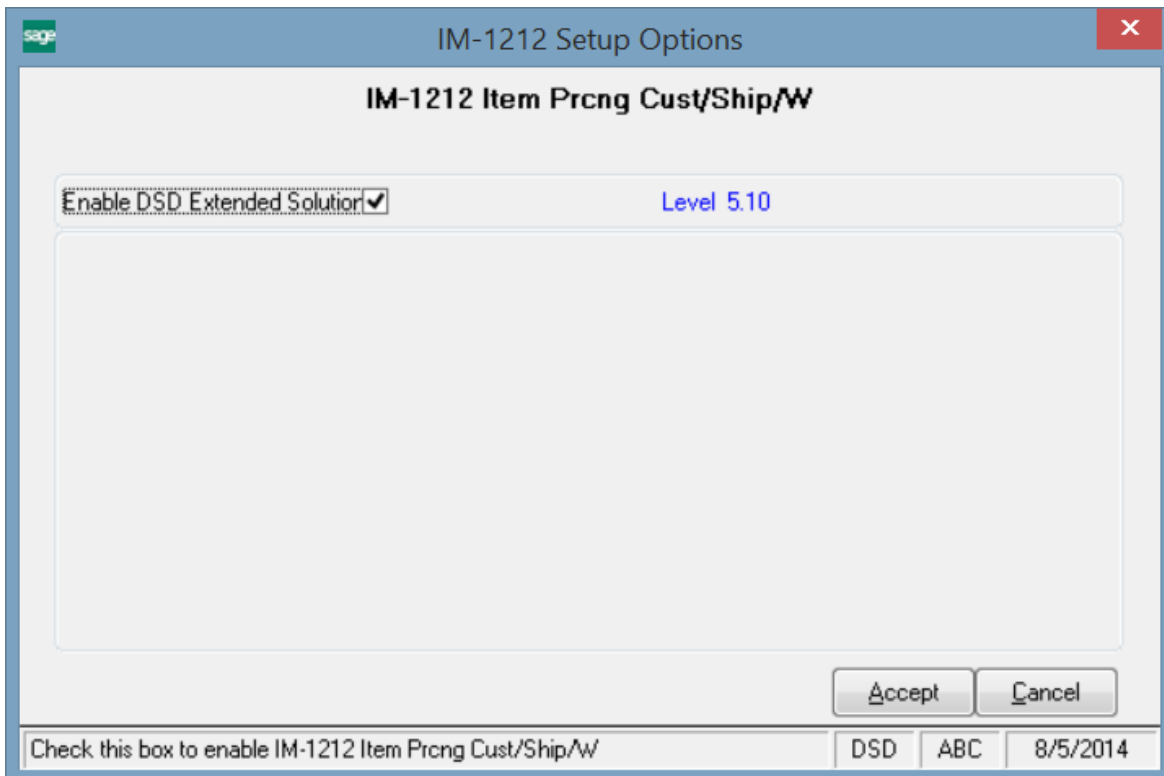 sage
IM-1212 Setup Options
IM-1212 Item Prcng Cust/Ship/W
Enable DSD Extended Solution
Level 5.10
Accept
Cancel
Check this box to enable IM-1212 Item Prcng Cust/Ship/W
DSD
ABC
8/5/2014